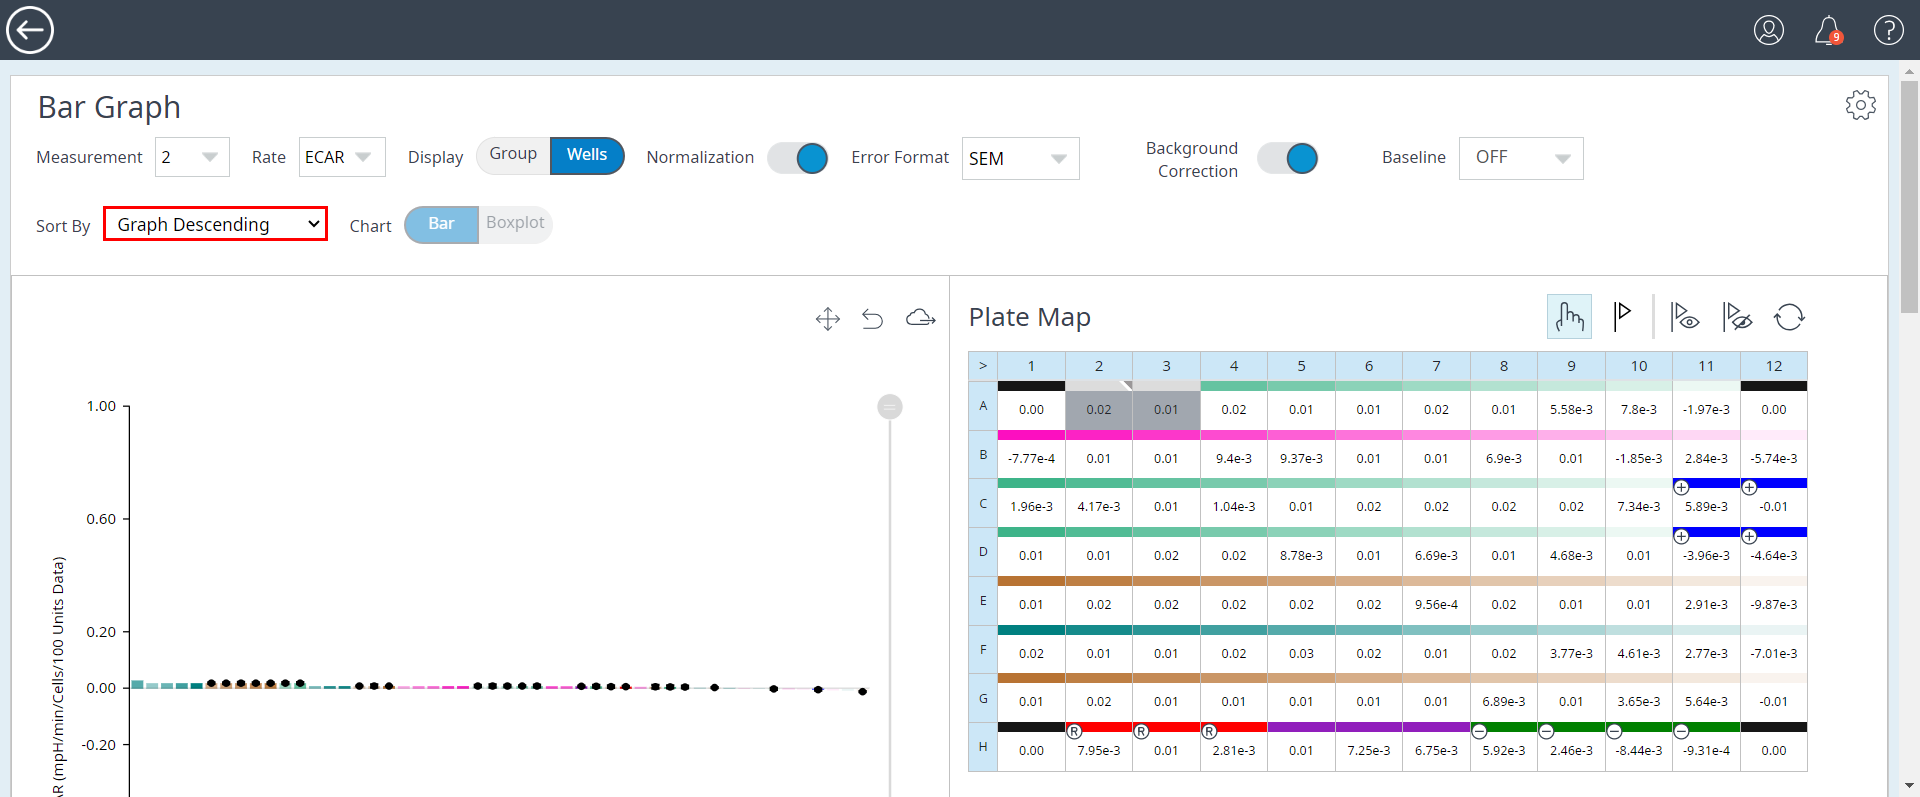 9
Bar Graph
Measurement 2 Rate ECAR Display Group Wells Normalization Error Format SEM Background Correction Baseline OFF
Sort By Graph Descending Chart Bar Boxplot
Plate Map
1.00
0.60
0.20
0.00
-0.20
AR (mpH/min/Cells/100 Units Data)
> 1 2 3 4 5 6 7 8 9 10 11 12
A 0.00 0.02 0.01 0.02 0.01 0.01 0.02 0.01 5.58e-3 7.8e-3 -1.97e-3 0.00
B -7.77e-4 0.01 0.01 9.4e-3 9.37e-3 0.01 0.01 6.9e-3 0.01 -1.85e-3 2.84e-3 -5.74e-3
C 1.96e-3 4.17e-3 0.01 1.04e-3 0.01 0.02 0.02 0.02 0.02 7.34e-3 5.89e-3 -0.01
D 0.01 0.01 0.02 0.02 8.78e-3 0.01 6.69e-3 0.01 4.68e-3 0.01 -3.96e-3 -4.64e-3
E 0.01 0.02 0.02 0.02 0.02 0.02 9.56e-4 0.02 0.01 0.01 2.91e-3 -9.87e-3
F 0.02 0.01 0.01 0.02 0.03 0.02 0.01 0.02 3.77e-3 4.61e-3 2.77e-3 -7.01e-3
G 0.01 0.02 0.01 0.01 0.01 0.01 0.01 6.89e-3 0.01 3.65e-3 5.64e-3 -0.01
R R R
H 0.00 7.95e-3 0.01 2.81e-3 0.01 7.25e-3 6.75e-3 5.92e-3 2.46e-3 -8.44e-3 -9.31e-4 0.00